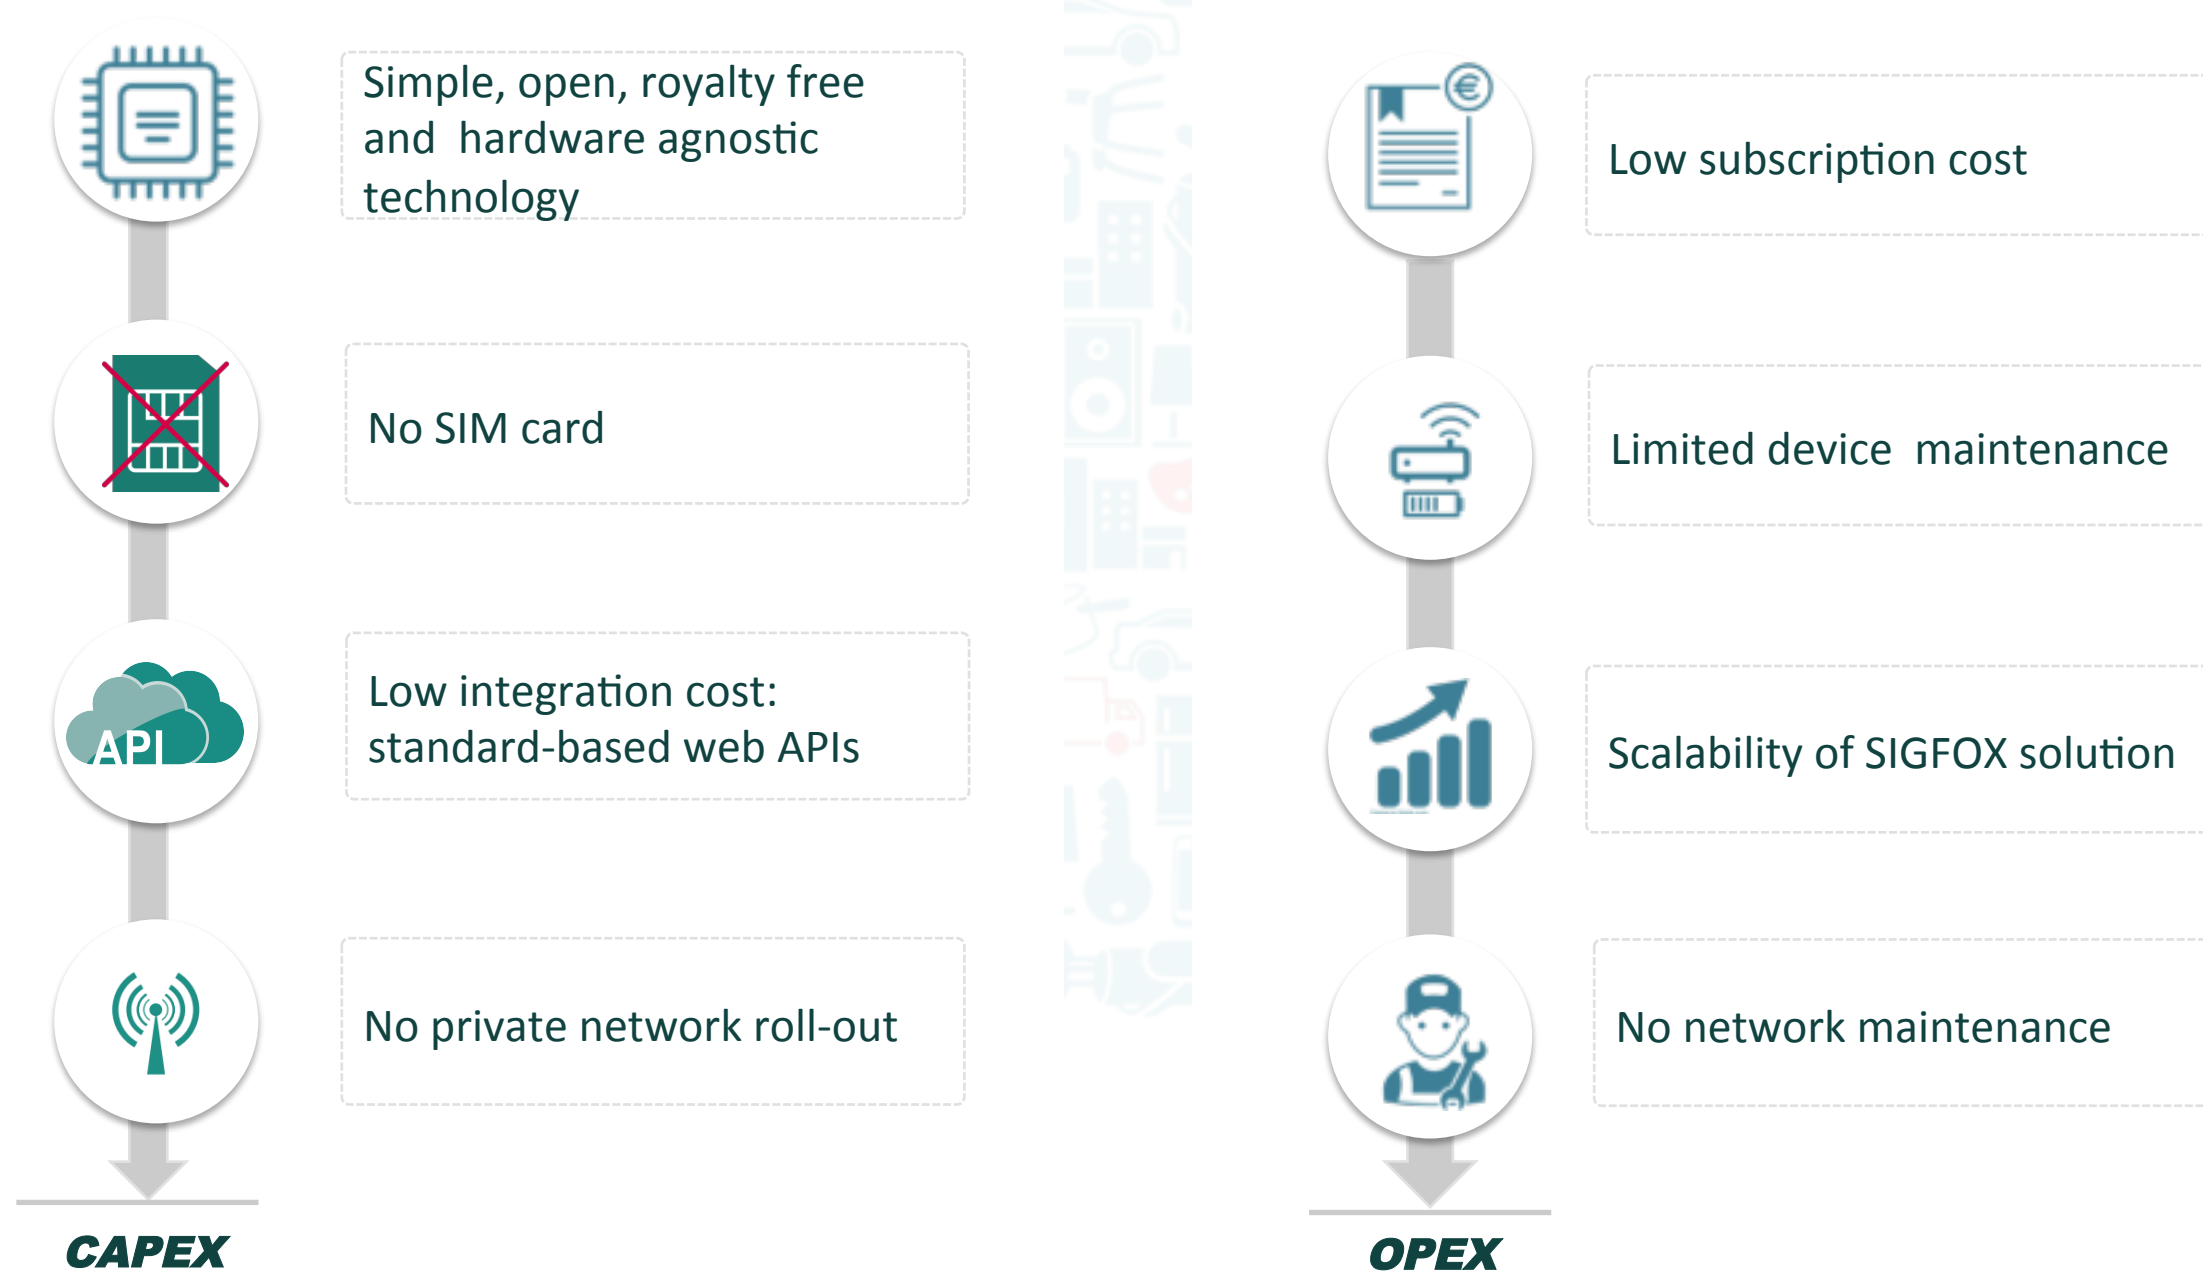 Simple, open, royalty free
and hardware agnostic
technology
No SIM card
API
Low integration cost:
standard-based web APIs
No private network roll-out
CAPEX
€
Low subscription cost
Limited device maintenance
Scalability of SIGFOX solution
No network maintenance
OPEX